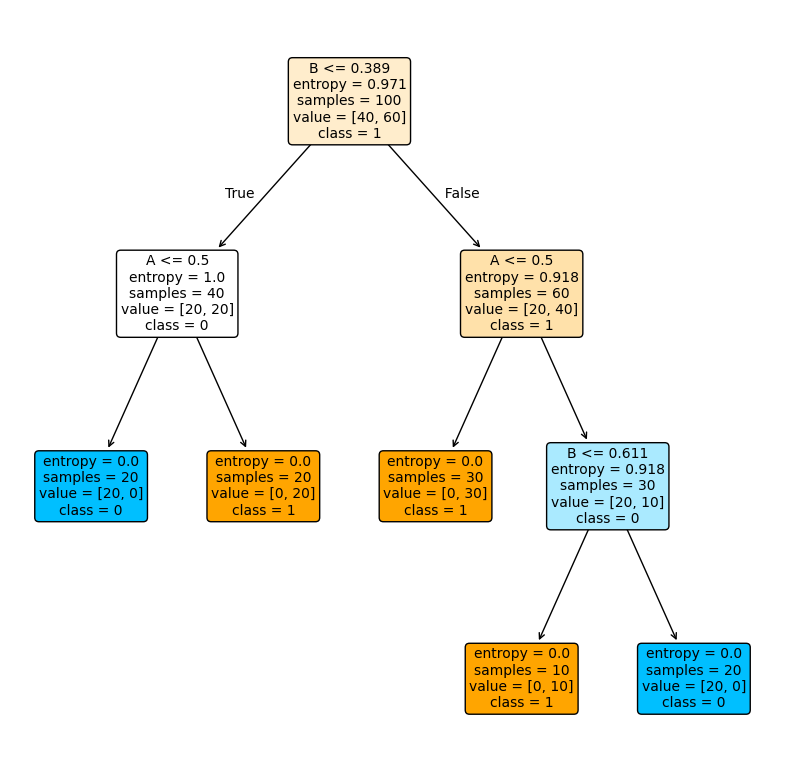 B <= 0.389
entropy = 0.971
samples = 100
value = [40, 60]
class = 1
True
False
A <= 0.5
entropy = 1.0
samples = 40
value = [20, 20]
class = 0
A <= 0.5
entropy = 0.918
samples = 60
value = [20, 40]
class = 1
entropy = 0.0
samples = 20
value = [20, 0]
class = 0
entropy = 0.0
samples = 20
value = [0, 20]
class = 1
entropy = 0.0
samples = 30
value = [0, 30]
class = 1
B <= 0.611
entropy = 0.918
samples = 30
value = [20, 10]
class = 0
entropy = 0.0
samples = 10
value = [0, 10]
class = 1
entropy = 0.0
samples = 20
value = [20, 0]
class = 0